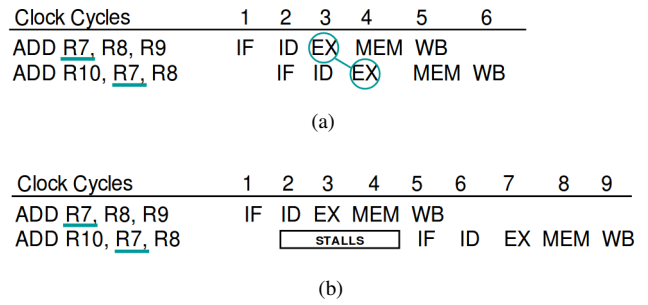 Clock Cycles 1 2 3 4 5 6
ADD R7, R8, R9 IF ID EX MEM WB
ADD R10, R7, R8 IF ID EX MEM WB
(a)
Clock Cycles 1 2 3 4 5 6 7 8 9
ADD R7, R8, R9 IF ID EX MEM WB
ADD R10, R7, R8 STALLS IF ID EX MEM WB
(b)